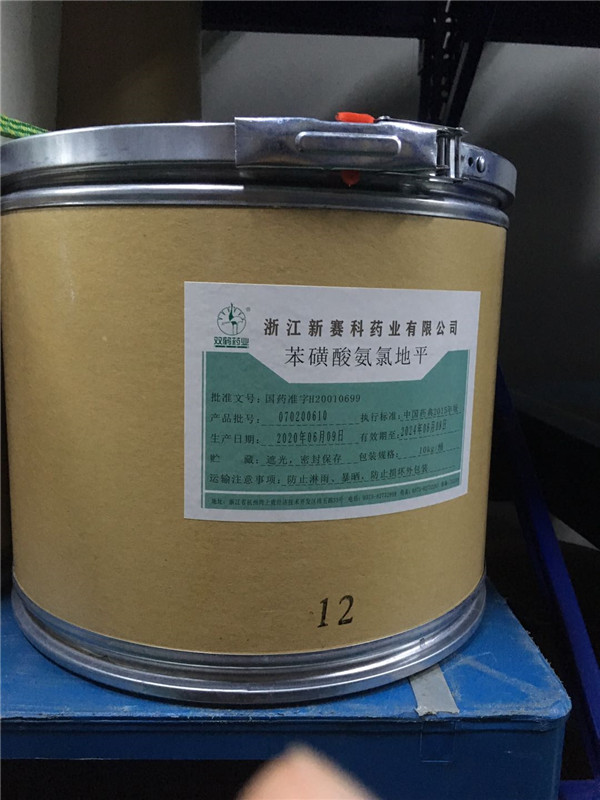 双鸽药业
浙江新赛科药业有限公司
苯磺酸氨氯地平
批准文号：国药准字H20010699
产品批号： 070200610 执行标准：中国药典2015年版
生产日期： 2020年06月09日 有效期至：2024年05月
贮 藏：遮光，密封保存 包装规格： 10kg/桶
运输注意事项：防止淋雨、暴晒，防止损坏外包装
12